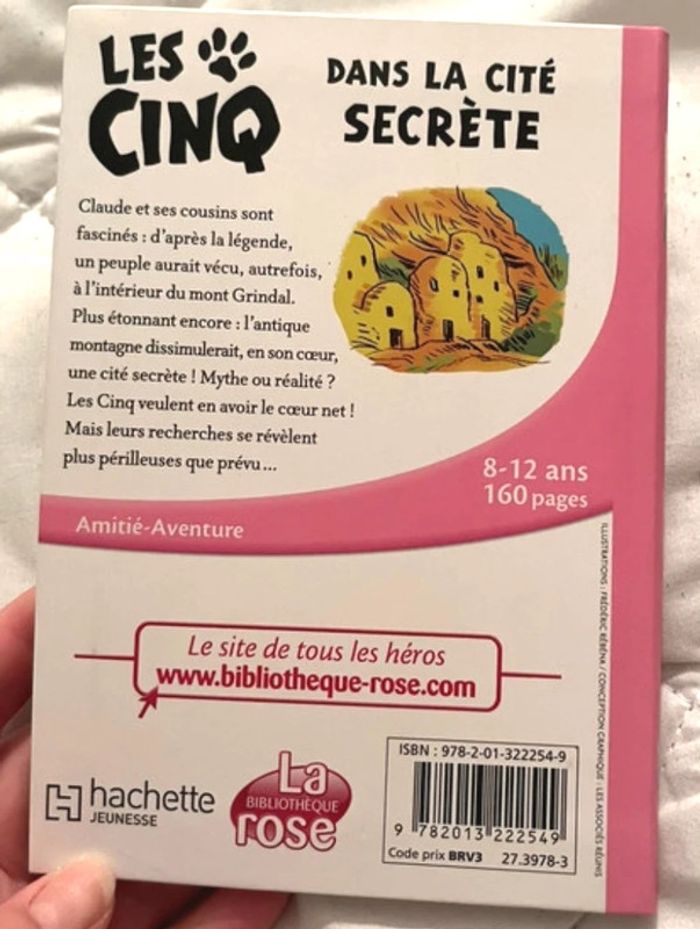 LES CINQ
DANS LA CITÉ
SECRÈTE
Claude et ses cousins sont
fascinés : d'après la légende,
un peuple aurait vécu, autrefois,
à l'intérieur du mont Grindal.
Plus étonnant encore : l'antique
montagne dissimulerait, en son cœur,
une cité secrète ! Mythe ou réalité ?
Les Cinq veulent en avoir le cœur net !
Mais leurs recherches se révèlent
plus périlleuses que prévu...
8-12 ans
160 pages
Amitié-Aventure
ILLUSTRATIONS : FRÉDÉRIC RÉBÉNA / CONCEPTION GRAPHIQUE : LES ASSOCIÉS RÉUNIS
Le site de tous les héros
www.bibliotheque-rose.com
hachette
JEUNESSE
La
BIBLIOTHÈQUE
rose
ISBN : 978-2-01-322254-9
9 782013 222549
Code prix BRV3 27.3978-3